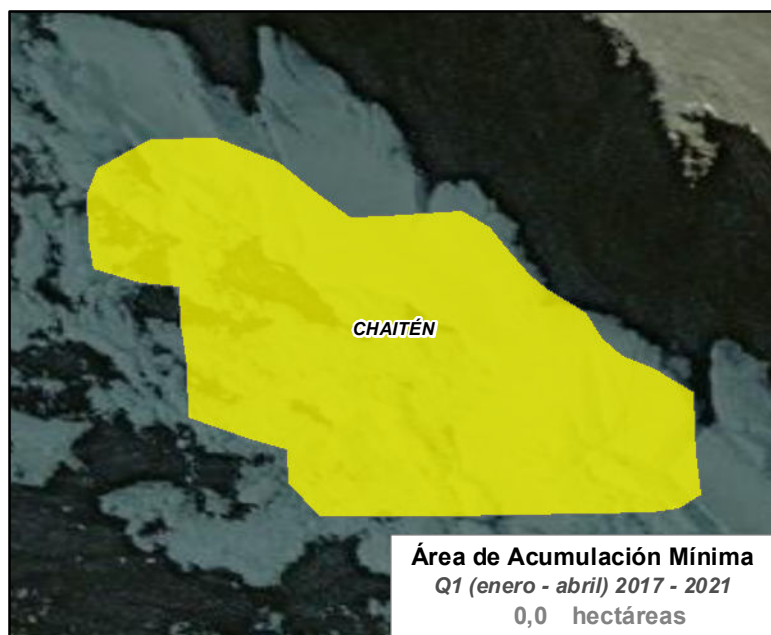 CHAITÉN
Área de Acumulación Mínima
Q1 (enero - abril) 2017 - 2021
0,0 hectáreas